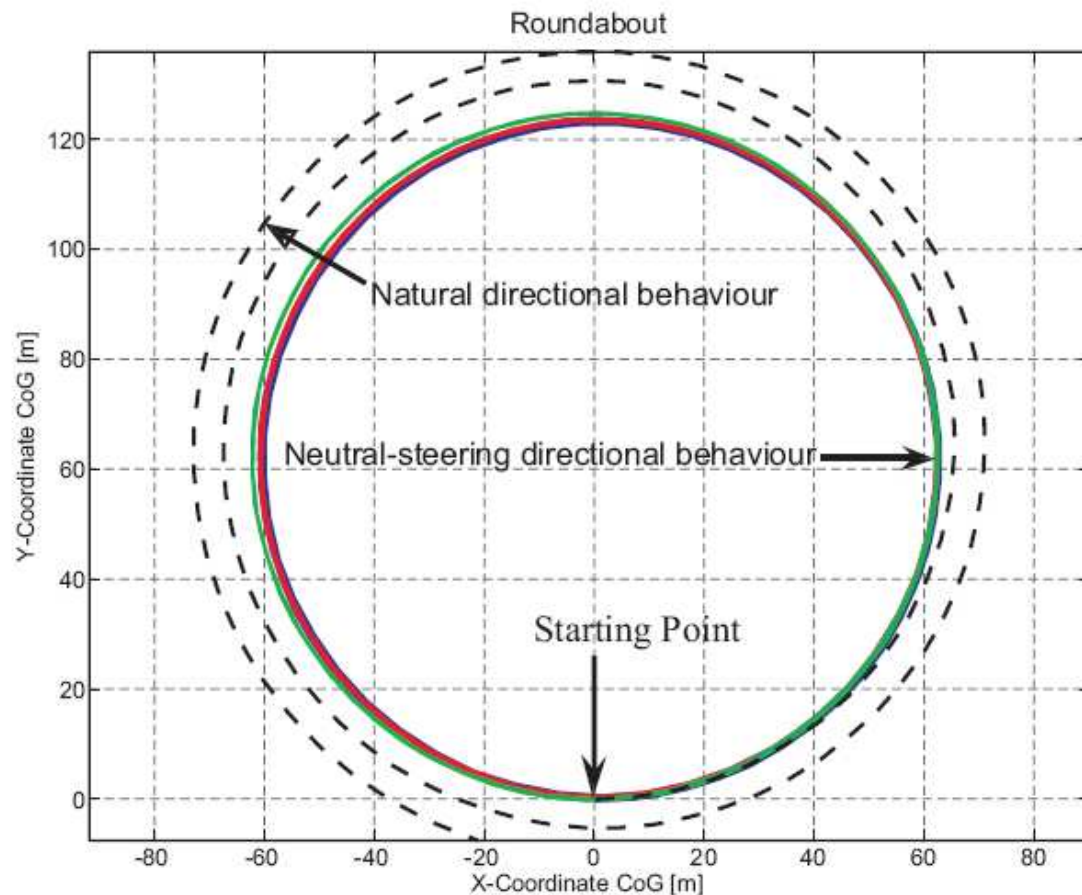 Roundabout
120
100
80
60
40
20
0
Y-Coordinate CoG [m]
Natural directional behaviour
Neutral-steering directional behaviour
Starting Point
-80 -60 -40 -20 0 20 40 60 80
X-Coordinate CoG [m]